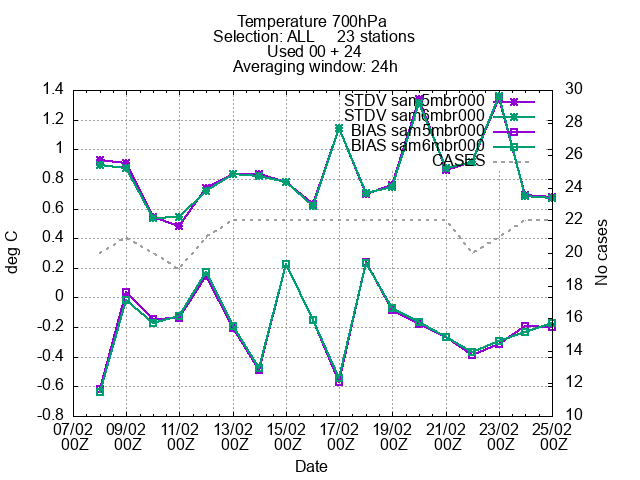 Temperature 700hPa
Selection: ALL 23 stations
Used 00 + 24
Averaging window: 24h
STDV sam5mbr000
STDV sam6mbr000
BIAS sam5mbr000
BIAS sam6mbr000
CASES
deg C
1.4
1.2
1
0.8
0.6
0.4
0.2
0
-0.2
-0.4
-0.6
-0.8
No cases
30
28
26
24
22
20
18
16
14
12
10
07/02 09/02 11/02 13/02 15/02 17/02 19/02 21/02 23/02 25/02
00Z 00Z 00Z 00Z 00Z 00Z 00Z 00Z 00Z 00Z
Date